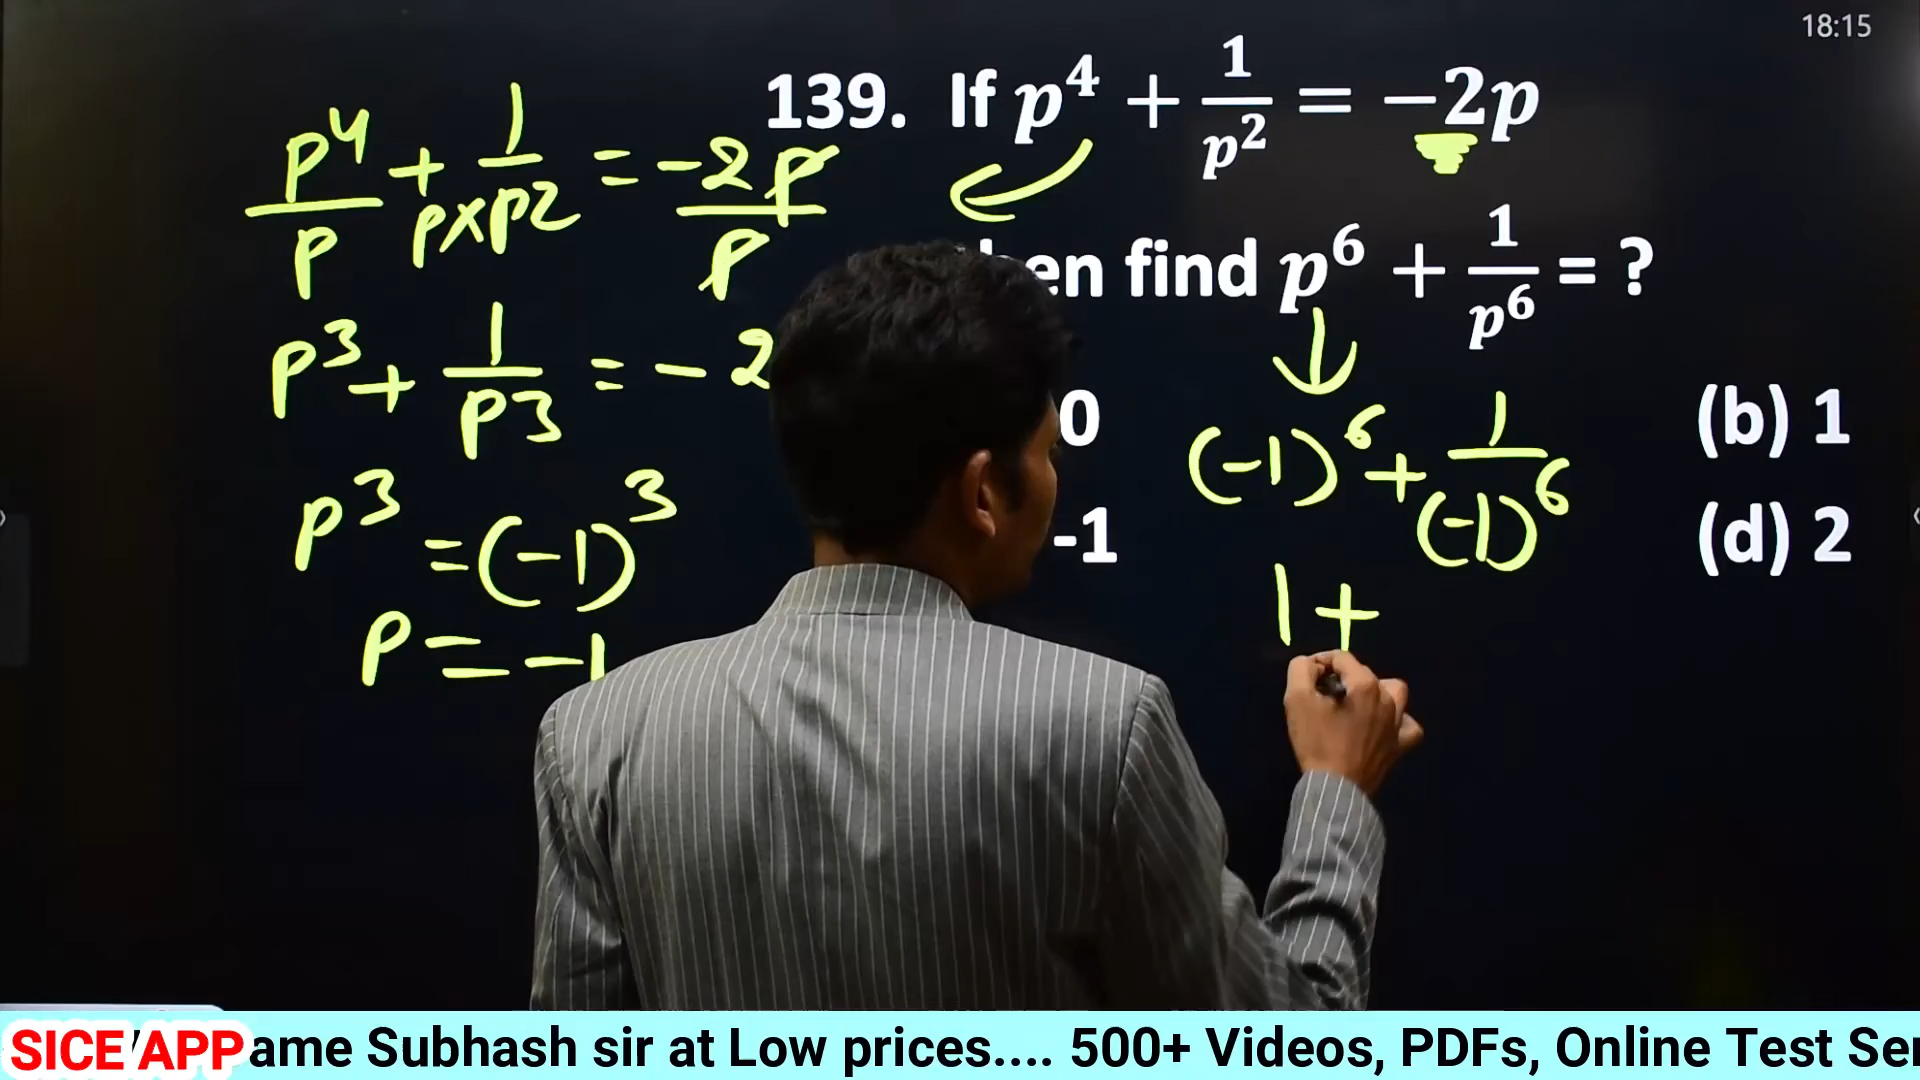 18:15
139. If p⁴ + 1/p² = −2p
p⁴/p + 1/p×p2 = −2p/p
hen find p⁶ + 1/p⁶ = ?
p³ + 1/p3 = −2
0
(−1)⁶ + 1/(−1)⁶
(b) 1
p³ = (−1)³
-1
(d) 2
1 +
p = −1
SICE APP
ame Subhash sir at Low prices.... 500+ Videos, PDFs, Online Test Ser